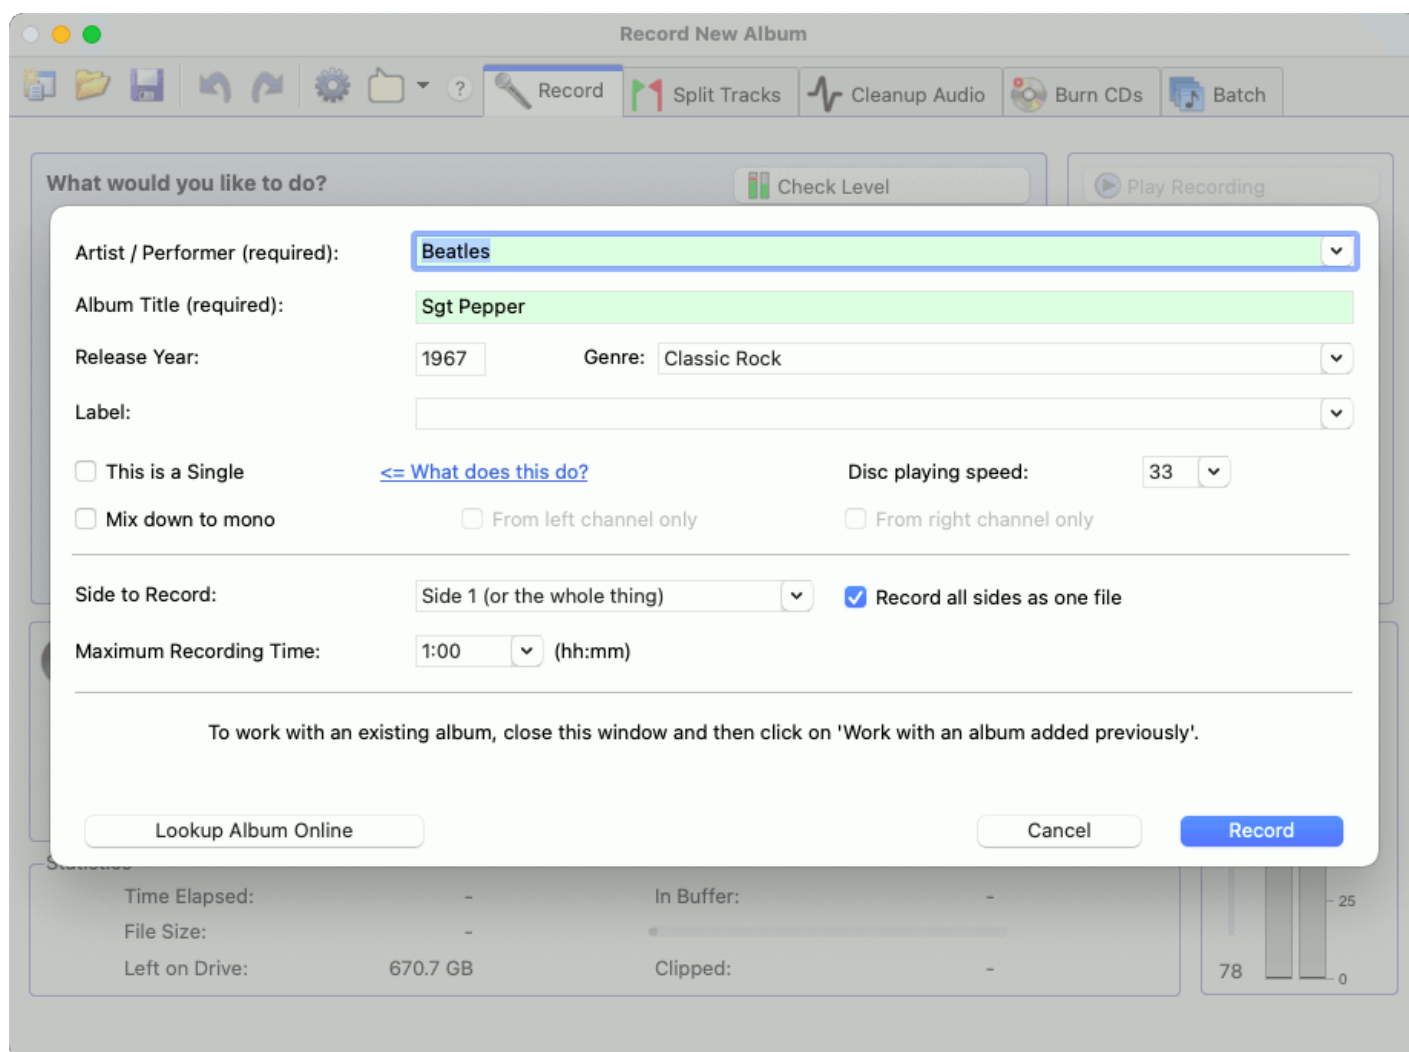 Record New Album
? Record Split Tracks Cleanup Audio Burn CDs Batch
What would you like to do? Check Level Play Recording
Artist / Performer (required): Beatles
Album Title (required): Sgt Pepper
Release Year: 1967 Genre: Classic Rock
Label:
This is a Single <= What does this do? Disc playing speed: 33
Mix down to mono From left channel only From right channel only
Side to Record: Side 1 (or the whole thing) Record all sides as one file
Maximum Recording Time: 1:00 (hh:mm)
To work with an existing album, close this window and then click on 'Work with an album added previously'.
Lookup Album Online Cancel Record
Statistics
Time Elapsed: - In Buffer: - 25
File Size: -
Left on Drive: 670.7 GB Clipped: - 78 0